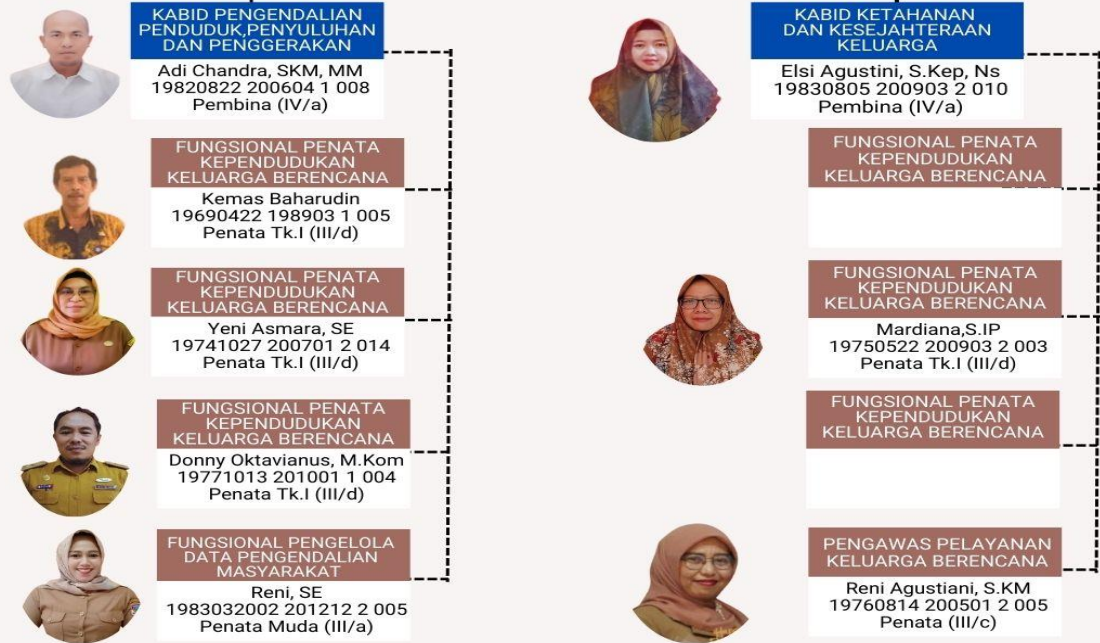 KABID PENGENDALIAN
PENDUDUK,PENYULUHAN
DAN PENGGERAKAN
Adi Chandra, SKM, MM
19820822 200604 1 008
Pembina (IV/a)
FUNGSIONAL PENATA
KEPENDUDUKAN
KELUARGA BERENCANA
Kemas Baharudin
19690422 198903 1 005
Penata Tk.I (III/d)
FUNGSIONAL PENATA
KEPENDUDUKAN
KELUARGA BERENCANA
Yeni Asmara, SE
19741027 200701 2 014
Penata Tk.I (III/d)
FUNGSIONAL PENATA
KEPENDUDUKAN
KELUARGA BERENCANA
Donny Oktavianus, M.Kom
19771013 201001 1 004
Penata Tk.I (III/d)
FUNGSIONAL PENGELOLA
DATA PENGENDALIAN
MASYARAKAT
Reni, SE
1983032002 201212 2 005
Penata Muda (III/a)
KABID KETAHANAN
DAN KESEJAHTERAAN
KELUARGA
Elsi Agustini, S.Kep, Ns
19830805 200903 2 010
Pembina (IV/a)
FUNGSIONAL PENATA
KEPENDUDUKAN
KELUARGA BERENCANA
FUNGSIONAL PENATA
KEPENDUDUKAN
KELUARGA BERENCANA
Mardiana,S.IP
19750522 200903 2 003
Penata Tk.I (III/d)
FUNGSIONAL PENATA
KEPENDUDUKAN
KELUARGA BERENCANA
PENGAWAS PELAYANAN
KELUARGA BERENCANA
Reni Agustiani, S.KM
19760814 200501 2 005
Penata (III/c)